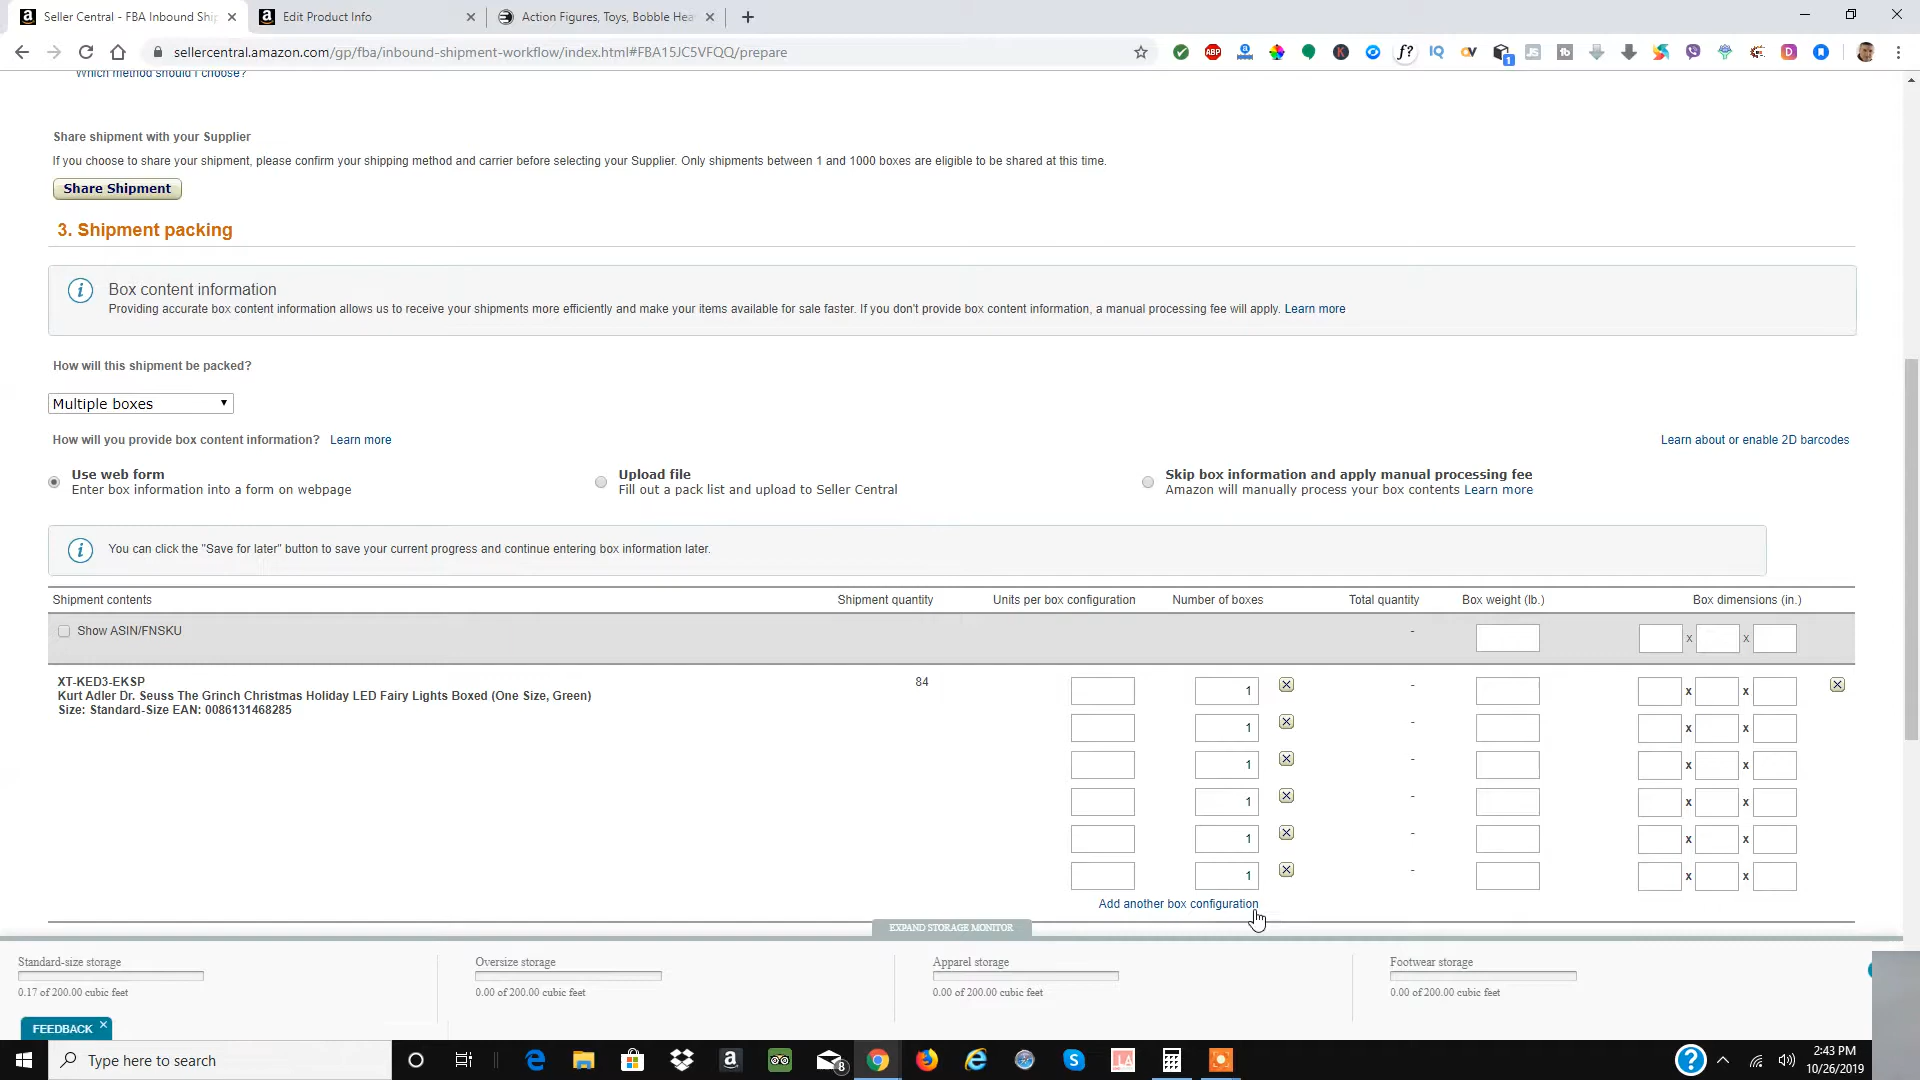 Seller Central - FBA Inbound Ship
Edit Product Info
Action Figures, Toys, Bobble Hea
sellercentral.amazon.com/gp/fba/inbound-shipment-workflow/index.html#FBA15JC5VFQQ/prepare
Which method should I choose?
Share shipment with your Supplier
If you choose to share your shipment, please confirm your shipping method and carrier before selecting your Supplier. Only shipments between 1 and 1000 boxes are eligible to be shared at this time.
Share Shipment
3. Shipment packing
Box content information
Providing accurate box content information allows us to receive your shipments more efficiently and make your items available for sale faster. If you don't provide box content information, a manual processing fee will apply. Learn more
How will this shipment be packed?
Multiple boxes
How will you provide box content information? Learn more
Learn about or enable 2D barcodes
Use web form
Enter box information into a form on webpage
Upload file
Fill out a pack list and upload to Seller Central
Skip box information and apply manual processing fee
Amazon will manually process your box contents Learn more
You can click the "Save for later" button to save your current progress and continue entering box information later.
Shipment contents Shipment quantity Units per box configuration Number of boxes Total quantity Box weight (lb.) Box dimensions (in.)
Show ASIN/FNSKU - x x
XT-KED3-EKSP 84 1 - x x
Kurt Adler Dr. Seuss The Grinch Christmas Holiday LED Fairy Lights Boxed (One Size, Green)
Size: Standard-Size EAN: 0086131468285
1 - x x
1 - x x
1 - x x
1 - x x
1 - x x
Add another box configuration
EXPAND STORAGE MONITOR
Standard-size storage
0.17 of 200.00 cubic feet
Oversize storage
0.00 of 200.00 cubic feet
Apparel storage
0.00 of 200.00 cubic feet
Footwear storage
0.00 of 200.00 cubic feet
FEEDBACK
Type here to search
8
2:43 PM
10/26/2019